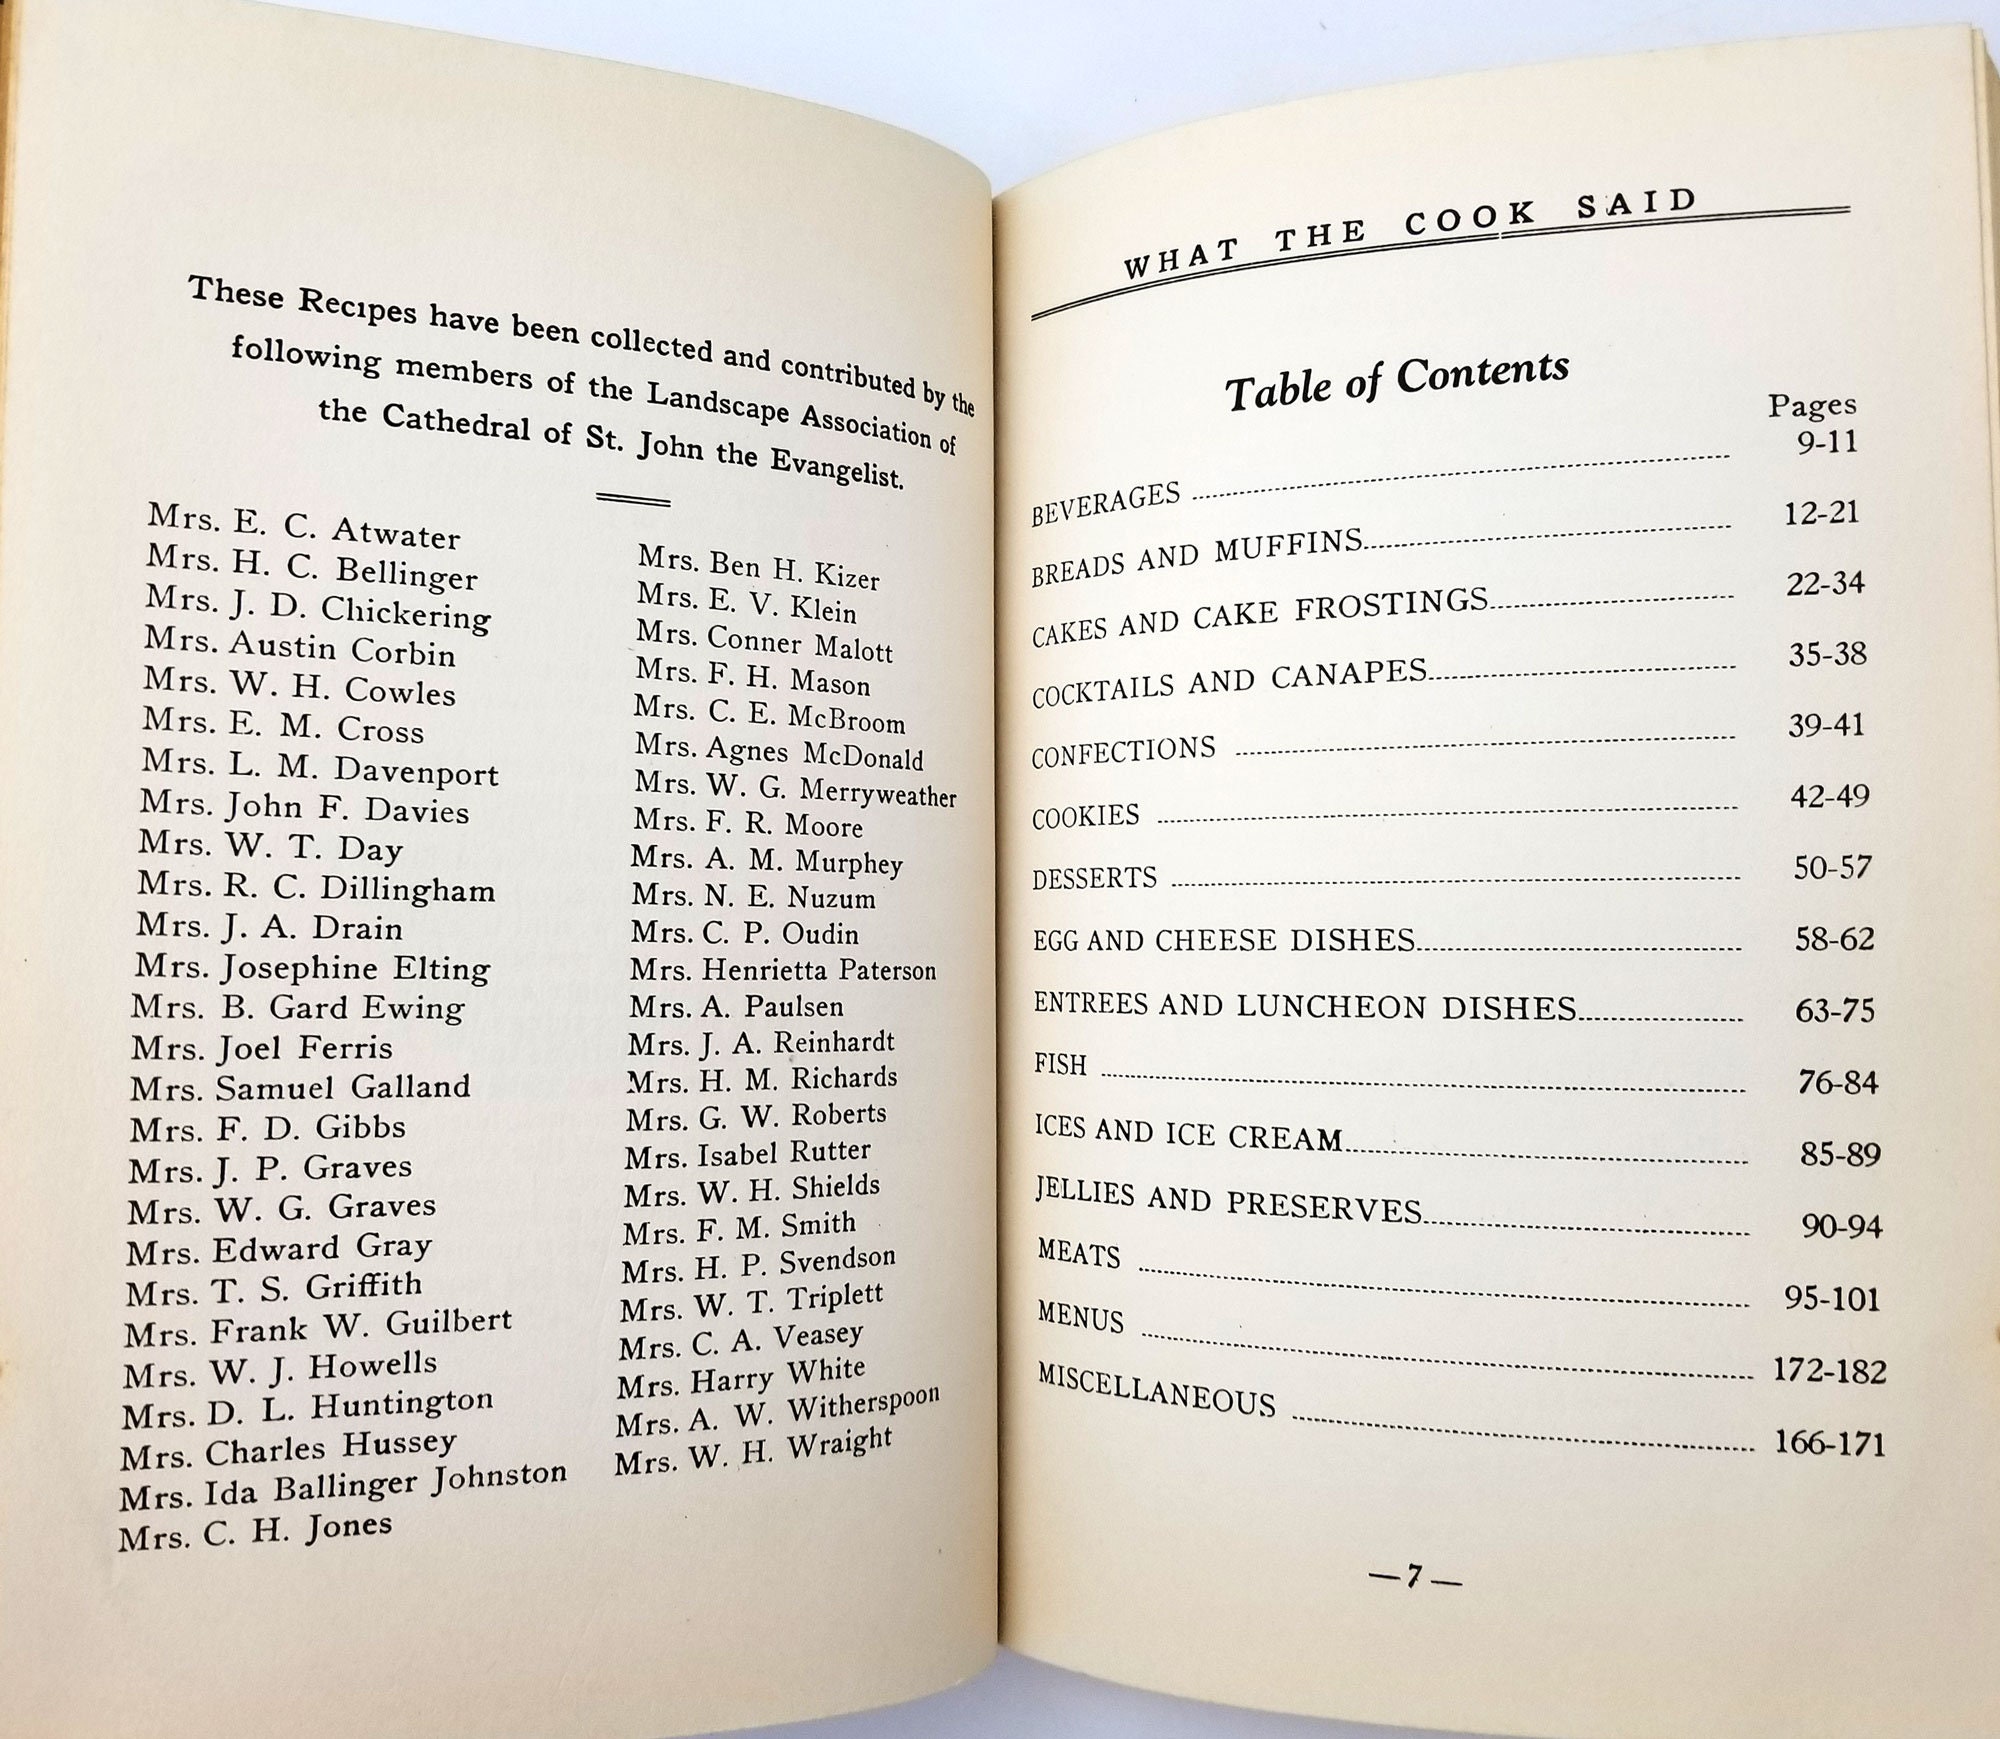 These Recipes have been collected and contributed by the
following members of the Landscape Association of
the Cathedral of St. John the Evangelist.
Mrs. E. C. Atwater
Mrs. H. C. Bellinger
Mrs. J. D. Chickering
Mrs. Austin Corbin
Mrs. W. H. Cowles
Mrs. E. M. Cross
Mrs. L. M. Davenport
Mrs. John F. Davies
Mrs. W. T. Day
Mrs. R. C. Dillingham
Mrs. J. A. Drain
Mrs. Josephine Elting
Mrs. B. Gard Ewing
Mrs. Joel Ferris
Mrs. Samuel Galland
Mrs. F. D. Gibbs
Mrs. J. P. Graves
Mrs. W. G. Graves
Mrs. Edward Gray
Mrs. T. S. Griffith
Mrs. Frank W. Guilbert
Mrs. W. J. Howells
Mrs. D. L. Huntington
Mrs. Charles Hussey
Mrs. Ida Ballinger Johnston
Mrs. C. H. Jones
Mrs. Ben H. Kizer
Mrs. E. V. Klein
Mrs. Conner Malott
Mrs. F. H. Mason
Mrs. C. E. McBroom
Mrs. Agnes McDonald
Mrs. W. G. Merryweather
Mrs. F. R. Moore
Mrs. A. M. Murphey
Mrs. N. E. Nuzum
Mrs. C. P. Oudin
Mrs. Henrietta Paterson
Mrs. A. Paulsen
Mrs. J. A. Reinhardt
Mrs. H. M. Richards
Mrs. G. W. Roberts
Mrs. Isabel Rutter
Mrs. W. H. Shields
Mrs. F. M. Smith
Mrs. H. P. Svendson
Mrs. W. T. Triplett
Mrs. C. A. Veasey
Mrs. Harry White
Mrs. A. W. Witherspoon
Mrs. W. H. Wraight
WHAT THE COOK SAID
Table of Contents
Pages
BEVERAGES 9-11
BREADS AND MUFFINS 12-21
CAKES AND CAKE FROSTINGS 22-34
COCKTAILS AND CANAPES 35-38
CONFECTIONS 39-41
COOKIES 42-49
DESSERTS 50-57
EGG AND CHEESE DISHES 58-62
ENTREES AND LUNCHEON DISHES 63-75
FISH 76-84
ICES AND ICE CREAM 85-89
JELLIES AND PRESERVES 90-94
MEATS 95-101
MENUS 172-182
MISCELLANEOUS 166-171
—7—